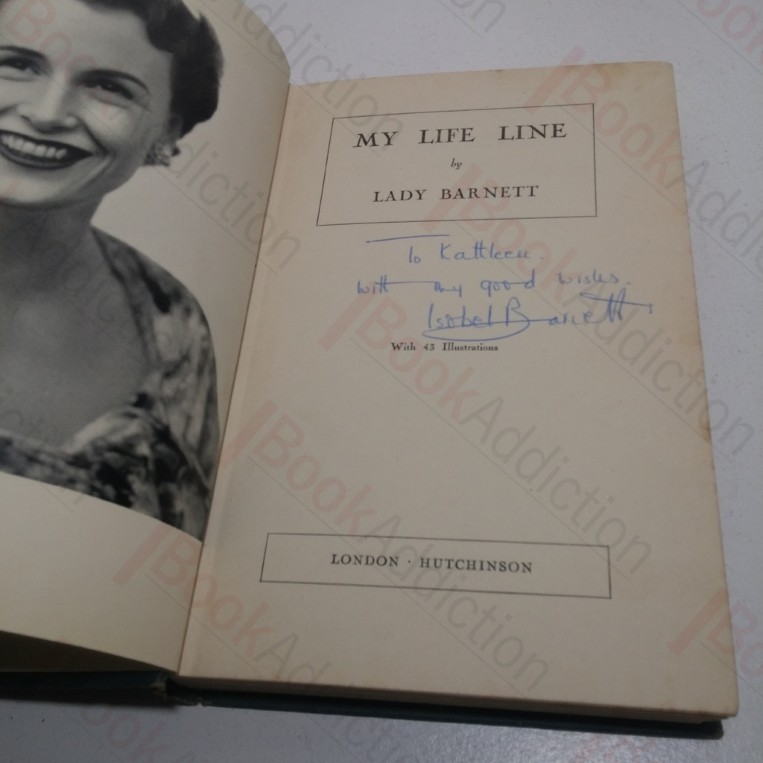 MY LIFE LINE
by
LADY BARNETT
To Kathleen.
with my good wishes.
Isobel Barnett
With 43 Illustrations
LONDON · HUTCHINSON
BookAddiction